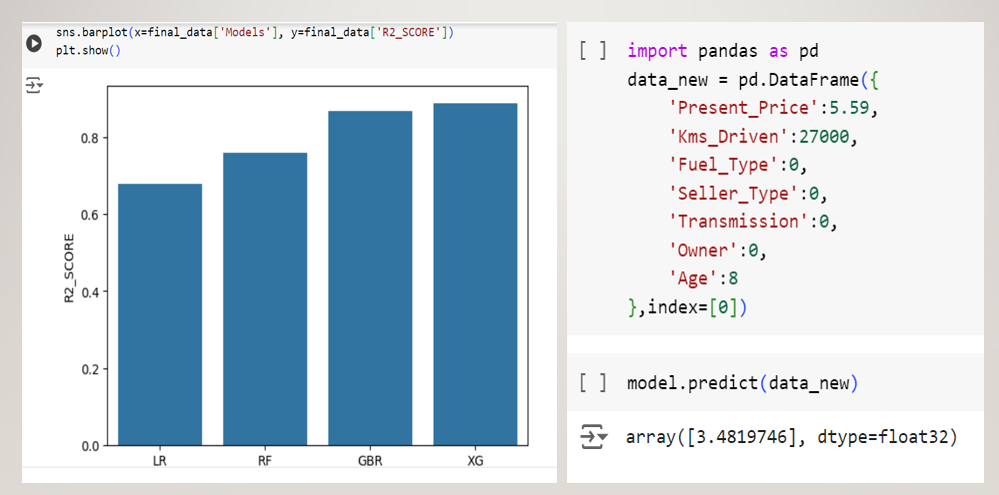 sns.barplot(x=final_data['Models'], y=final_data['R2_SCORE'])
plt.show()
R2_SCORE
0.8
0.6
0.4
0.2
0.0
LR RF GBR XG
[ ] import pandas as pd
data_new = pd.DataFrame({
'Present_Price':5.59,
'Kms_Driven':27000,
'Fuel_Type':0,
'Seller_Type':0,
'Transmission':0,
'Owner':0,
'Age':8
},index=[0])
[ ] model.predict(data_new)
array([3.4819746], dtype=float32)